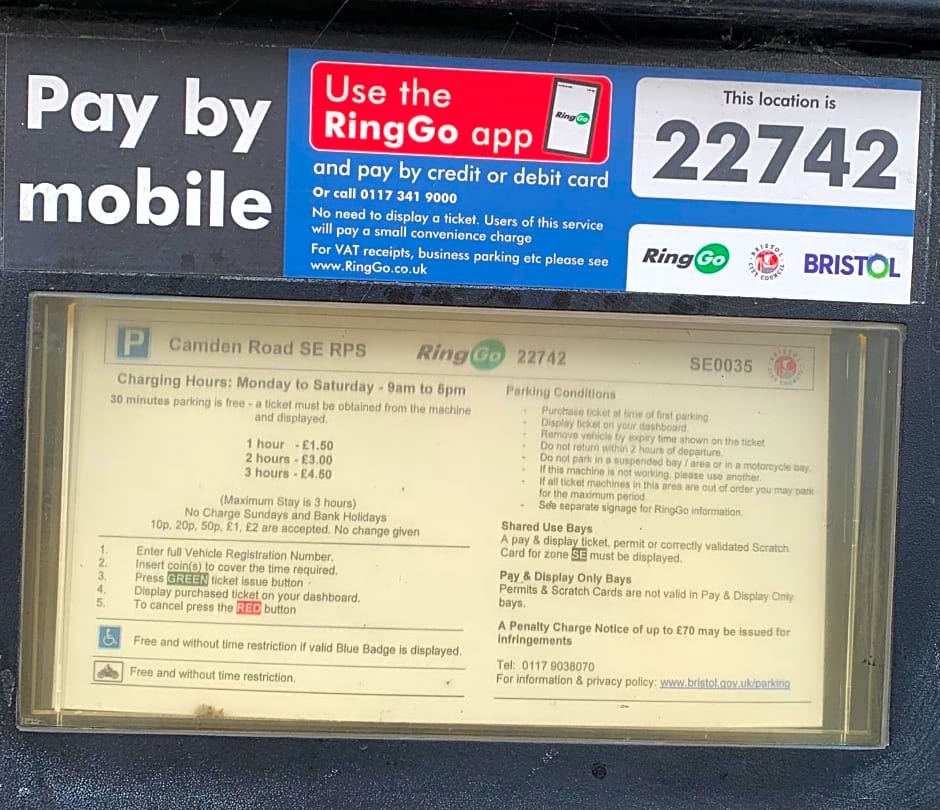 Pay by
mobile
Use the
RingGo app
RingGo
and pay by credit or debit card
Or call 0117 341 9000
No need to display a ticket. Users of this service
will pay a small convenience charge
For VAT receipts, business parking etc please see
www.RingGo.co.uk
This location is
22742
RingGo
BRISTOL
CITY COUNCIL
BRISTOL
P
Camden Road SE RPS
RingGo 22742
SE0035
Charging Hours: Monday to Saturday - 9am to 5pm
30 minutes parking is free - a ticket must be obtained from the machine
and displayed.
1 hour - £1.50
2 hours - £3.00
3 hours - £4.50
(Maximum Stay is 3 hours)
No Charge Sundays and Bank Holidays
10p, 20p, 50p, £1, £2 are accepted. No change given
1. Enter full Vehicle Registration Number.
2. Insert coin(s) to cover the time required.
3. Press GREEN ticket issue button
4. Display purchased ticket on your dashboard.
5. To cancel press the RED button
Free and without time restriction if valid Blue Badge is displayed.
Free and without time restriction.
Parking Conditions
- Purchase ticket at time of first parking.
- Display ticket on your dashboard.
- Remove vehicle by expiry time shown on the ticket
- Do not return within 2 hours of departure.
- Do not park in a suspended bay / area or in a motorcycle bay.
- If this machine is not working, please use another.
- If all ticket machines in this area are out of order you may park
for the maximum period.
- See separate signage for RingGo information.
Shared Use Bays
A pay & display ticket, permit or correctly validated Scratch
Card for zone SE must be displayed.
Pay & Display Only Bays
Permits & Scratch Cards are not valid in Pay & Display Only
bays.
A Penalty Charge Notice of up to £70 may be issued for
Infringements
Tel: 0117 9038070
For information & privacy policy: www.bristol.gov.uk/parking